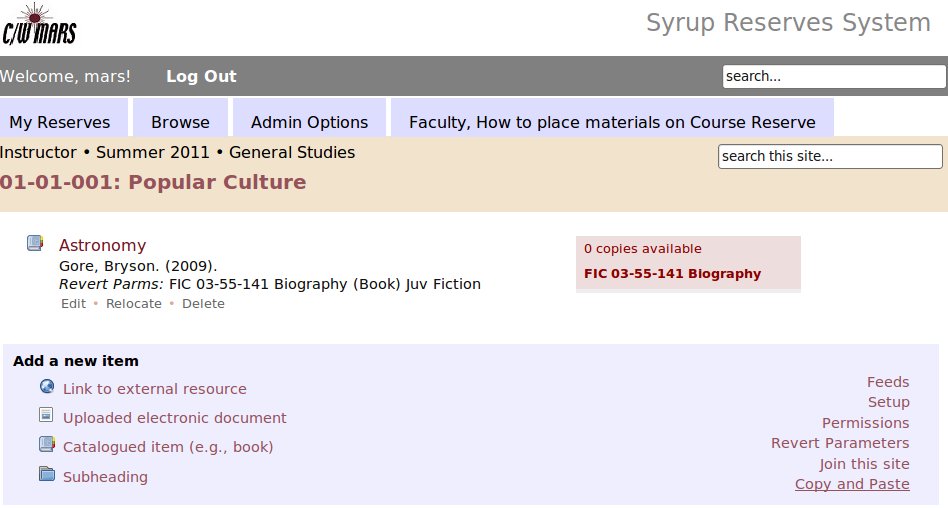 C/W MARS
Syrup Reserves System
Welcome, mars! Log Out
search...
My Reserves Browse Admin Options Faculty, How to place materials on Course Reserve
Instructor • Summer 2011 • General Studies
search this site...
01-01-001: Popular Culture
Astronomy
Gore, Bryson. (2009).
Revert Parms: FIC 03-55-141 Biography (Book) Juv Fiction
Edit • Relocate • Delete
0 copies available
FIC 03-55-141 Biography
Add a new item
Link to external resource
Uploaded electronic document
Catalogued item (e.g., book)
Subheading
Feeds
Setup
Permissions
Revert Parameters
Join this site
Copy and Paste